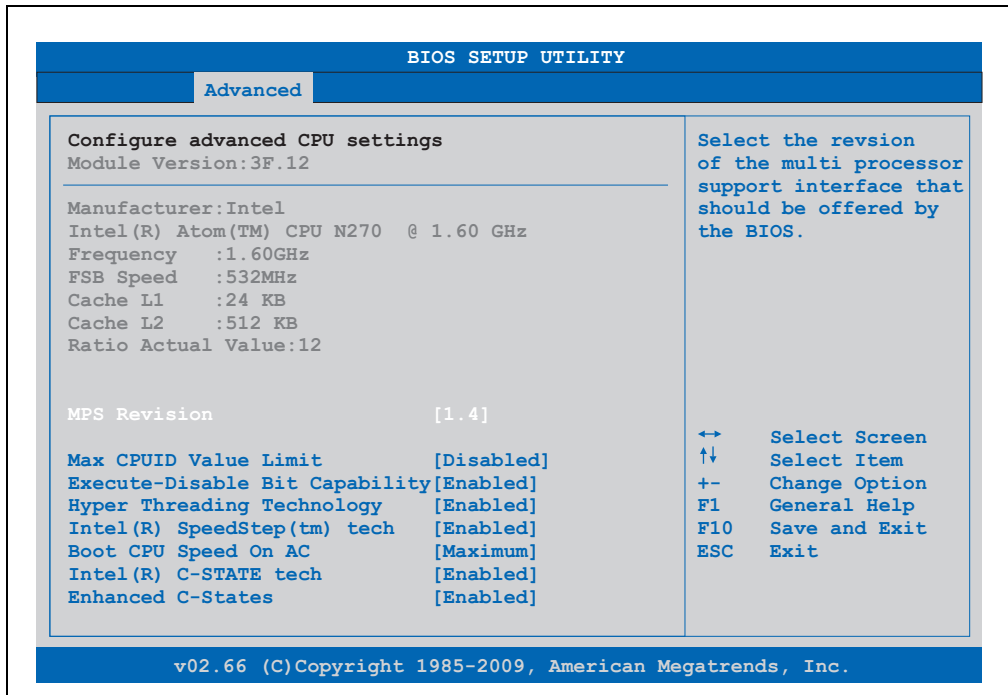 BIOS SETUP UTILITY
Advanced
Configure advanced CPU settings
Module Version:3F.12
Manufacturer:Intel
Intel(R) Atom(TM) CPU N270 @ 1.60 GHz
Frequency :1.60GHz
FSB Speed :532MHz
Cache L1 :24 KB
Cache L2 :512 KB
Ratio Actual Value:12
MPS Revision [1.4]
Max CPUID Value Limit [Disabled]
Execute-Disable Bit Capability[Enabled]
Hyper Threading Technology [Enabled]
Intel(R) SpeedStep(tm) tech [Enabled]
Boot CPU Speed On AC [Maximum]
Intel(R) C-STATE tech [Enabled]
Enhanced C-States [Enabled]
Select the revsion
of the multi processor
support interface that
should be offered by
the BIOS.
↔ Select Screen
↑↓ Select Item
+- Change Option
F1 General Help
F10 Save and Exit
ESC Exit
v02.66 (C)Copyright 1985-2009, American Megatrends, Inc.